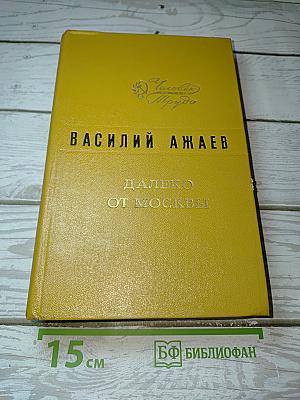 Человек
Труда
ВАСИЛИЙ АЖАЕВ
ДАЛЕКО
ОТ МОСКВЫ
15 см
БФ БИБЛИОФАН